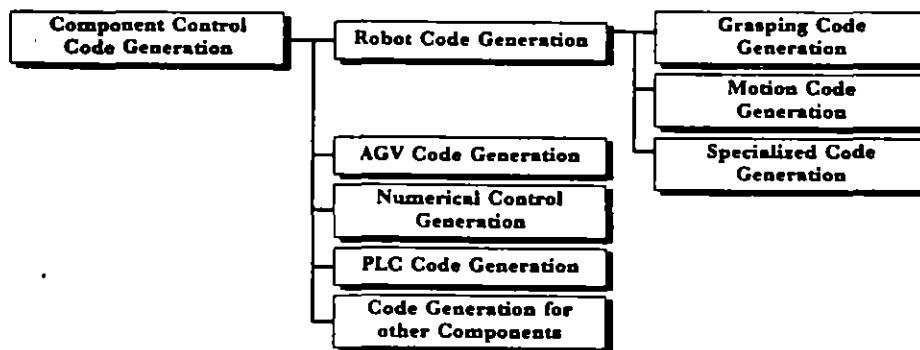 Component Control
Code Generation
Robot Code Generation
Grasping Code
Generation
Motion Code
Generation
Specialized Code
Generation
AGV Code Generation
Numerical Control
Generation
PLC Code Generation
Code Generation for
other Components